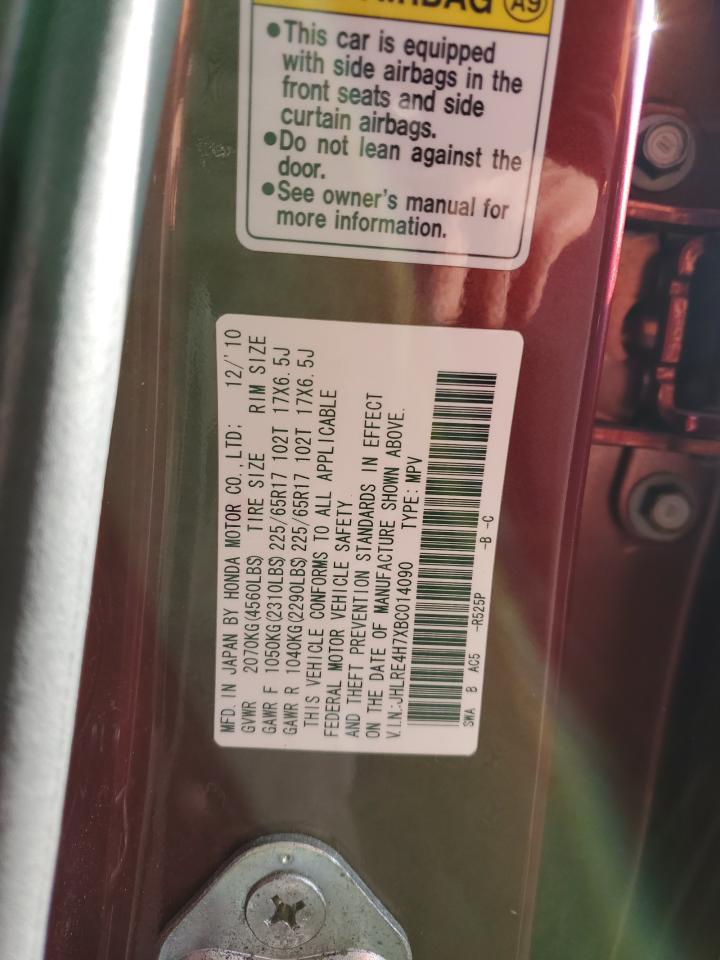 AIRBAG A9
●This car is equipped
with side airbags in the
front seats and side
curtain airbags.
●Do not lean against the
door.
●See owner's manual for
more information.
MFD. IN JAPAN BY HONDA MOTOR CO., LTD; 12/'10
GVWR 2070KG(4560LBS) TIRE SIZE RIM SIZE
GAWR F 1050KG(2310LBS) 225/65R17 102T 17X6.5J
GAWR R 1040KG(2290LBS) 225/65R17 102T 17X6.5J
THIS VEHICLE CONFORMS TO ALL APPLICABLE
FEDERAL MOTOR VEHICLE SAFETY
AND THEFT PREVENTION STANDARDS IN EFFECT
ON THE DATE OF MANUFACTURE SHOWN ABOVE.
V.I.N.:JHLRE4H7XBC014090 TYPE: MPV
SWA B AC5 -R525P -B -C